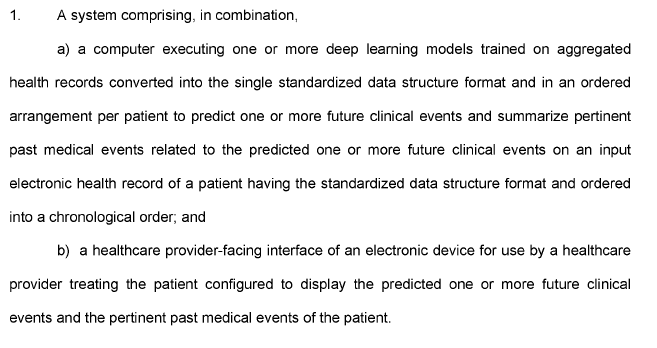 1. A system comprising, in combination,
a) a computer executing one or more deep learning models trained on aggregated
health records converted into the single standardized data structure format and in an ordered
arrangement per patient to predict one or more future clinical events and summarize pertinent
past medical events related to the predicted one or more future clinical events on an input
electronic health record of a patient having the standardized data structure format and ordered
into a chronological order; and
b) a healthcare provider-facing interface of an electronic device for use by a healthcare
provider treating the patient configured to display the predicted one or more future clinical
events and the pertinent past medical events of the patient.